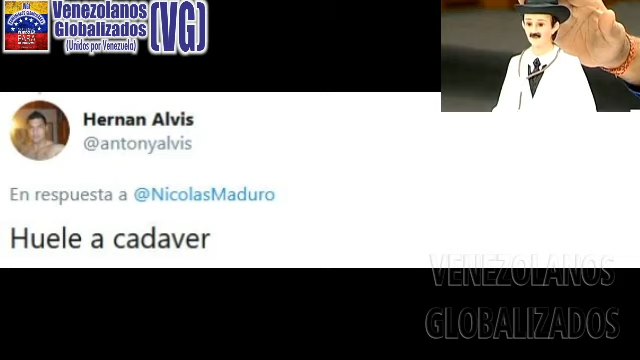 Venezolanos
Globalizados
(Unidos por Venezuela)
(VG)
Hernan Alvis
@antonyalvis
En respuesta a @NicolasMaduro
Huele a cadaver
VENEZOLANOS
GLOBALIZADOS